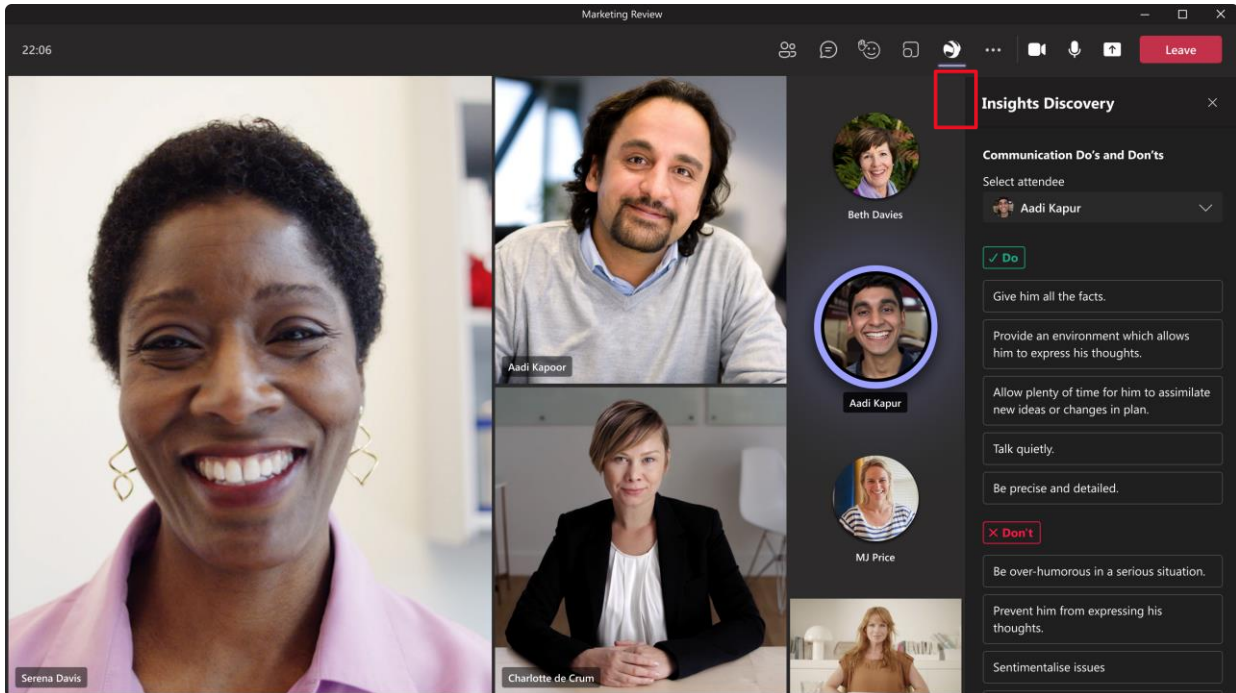 Marketing Review
22:06
Leave
Insights Discovery
Communication Do's and Don'ts
Select attendee
Aadi Kapur
Do
Give him all the facts.
Provide an environment which allows
him to express his thoughts.
Allow plenty of time for him to assimilate
new ideas or changes in plan.
Talk quietly.
Be precise and detailed.
Don't
Be over-humorous in a serious situation.
Prevent him from expressing his
thoughts.
Sentimentalise issues
Beth Davies
Aadi Kapur
MJ Price
Aadi Kapoor
Serena Davis
Charlotte de Crum